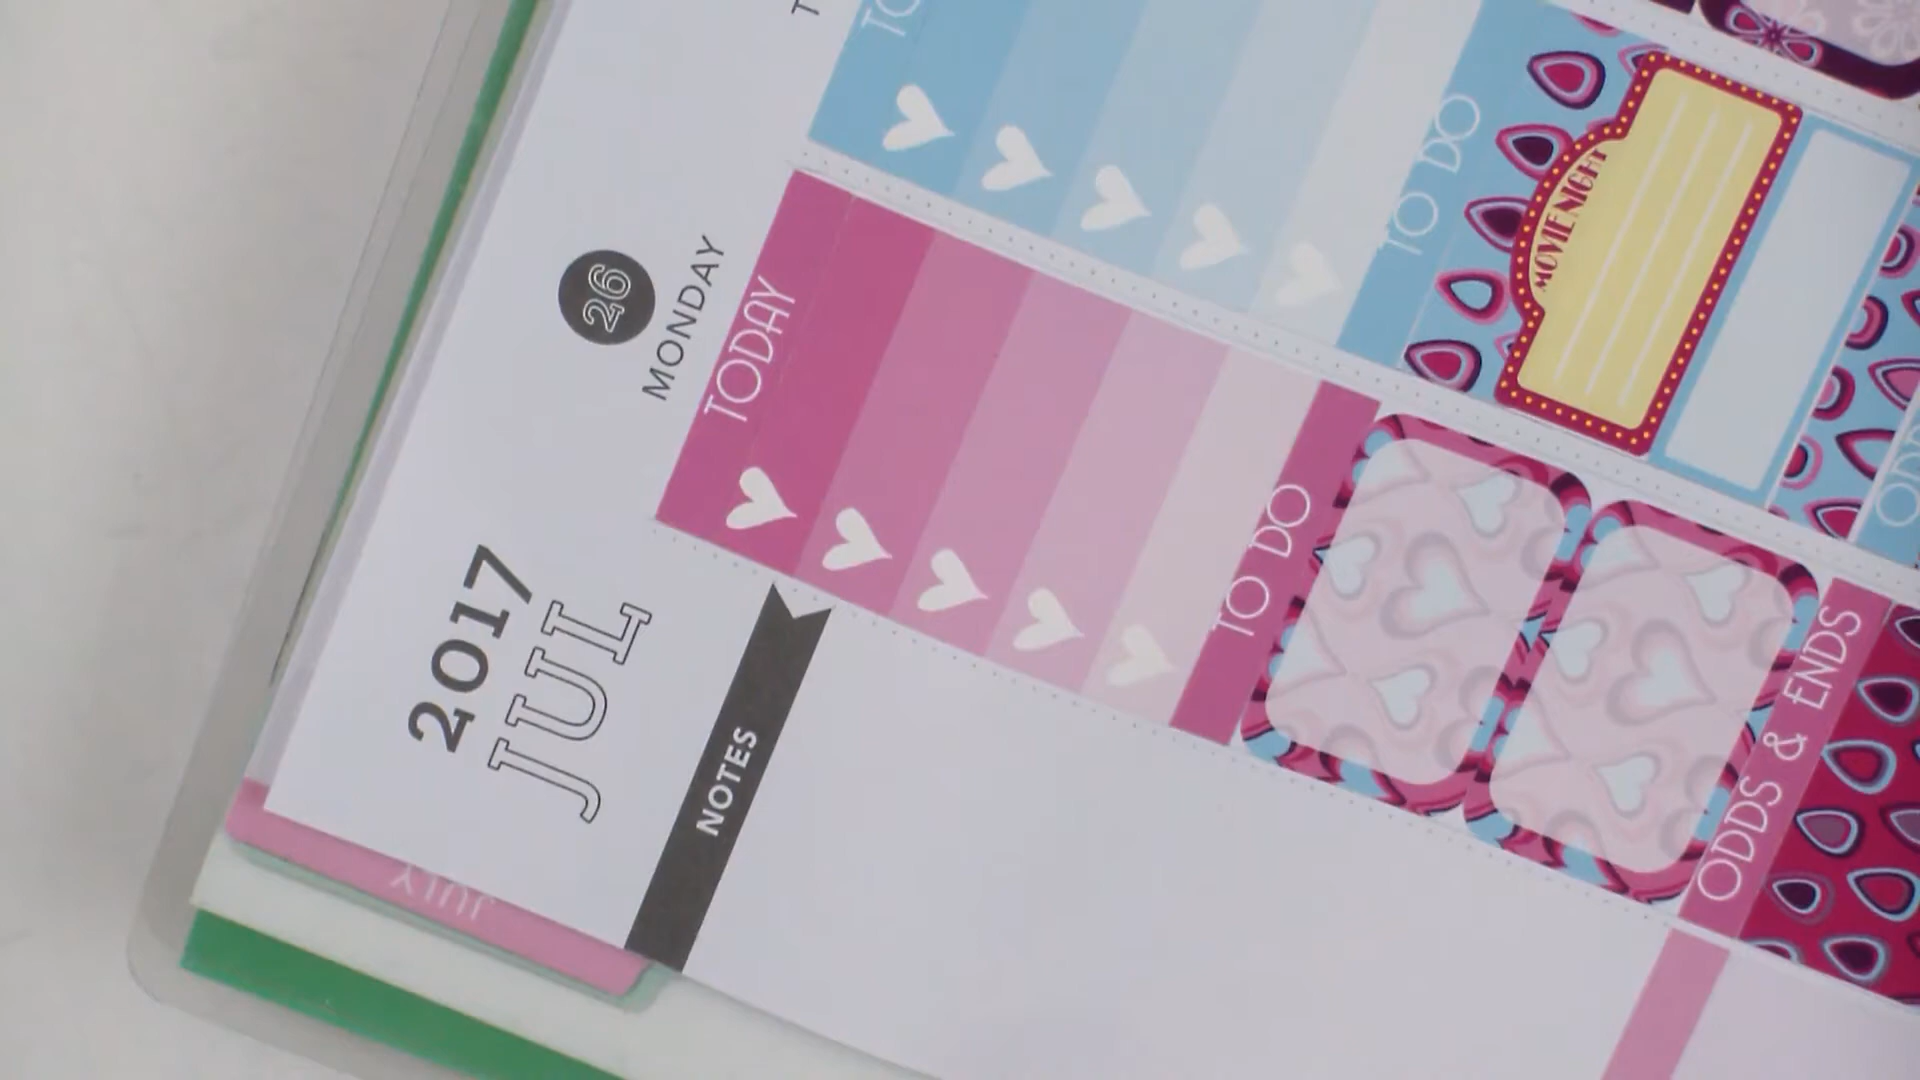 2017
JUL
26
MONDAY
TODAY
TO DO
ODDS & ENDS
TO DO
MOVIE NIGHT
NOTES
JULY